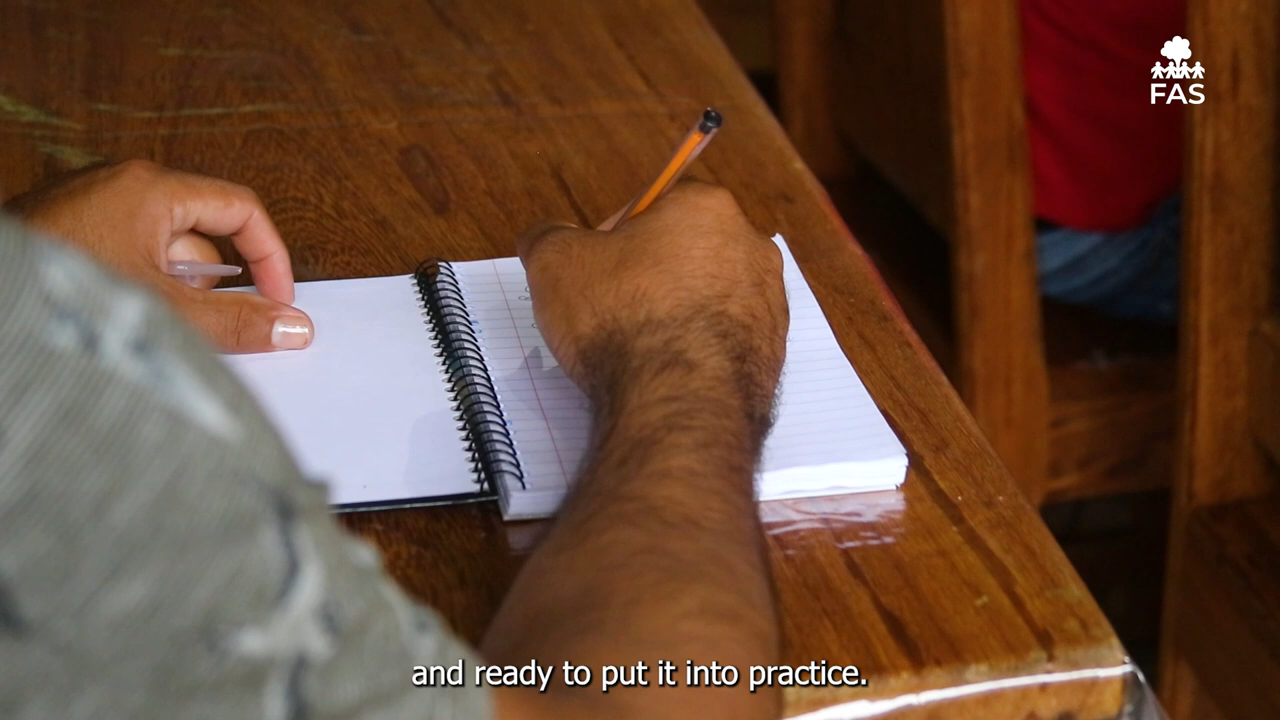 FAS
and ready to put it into practice.